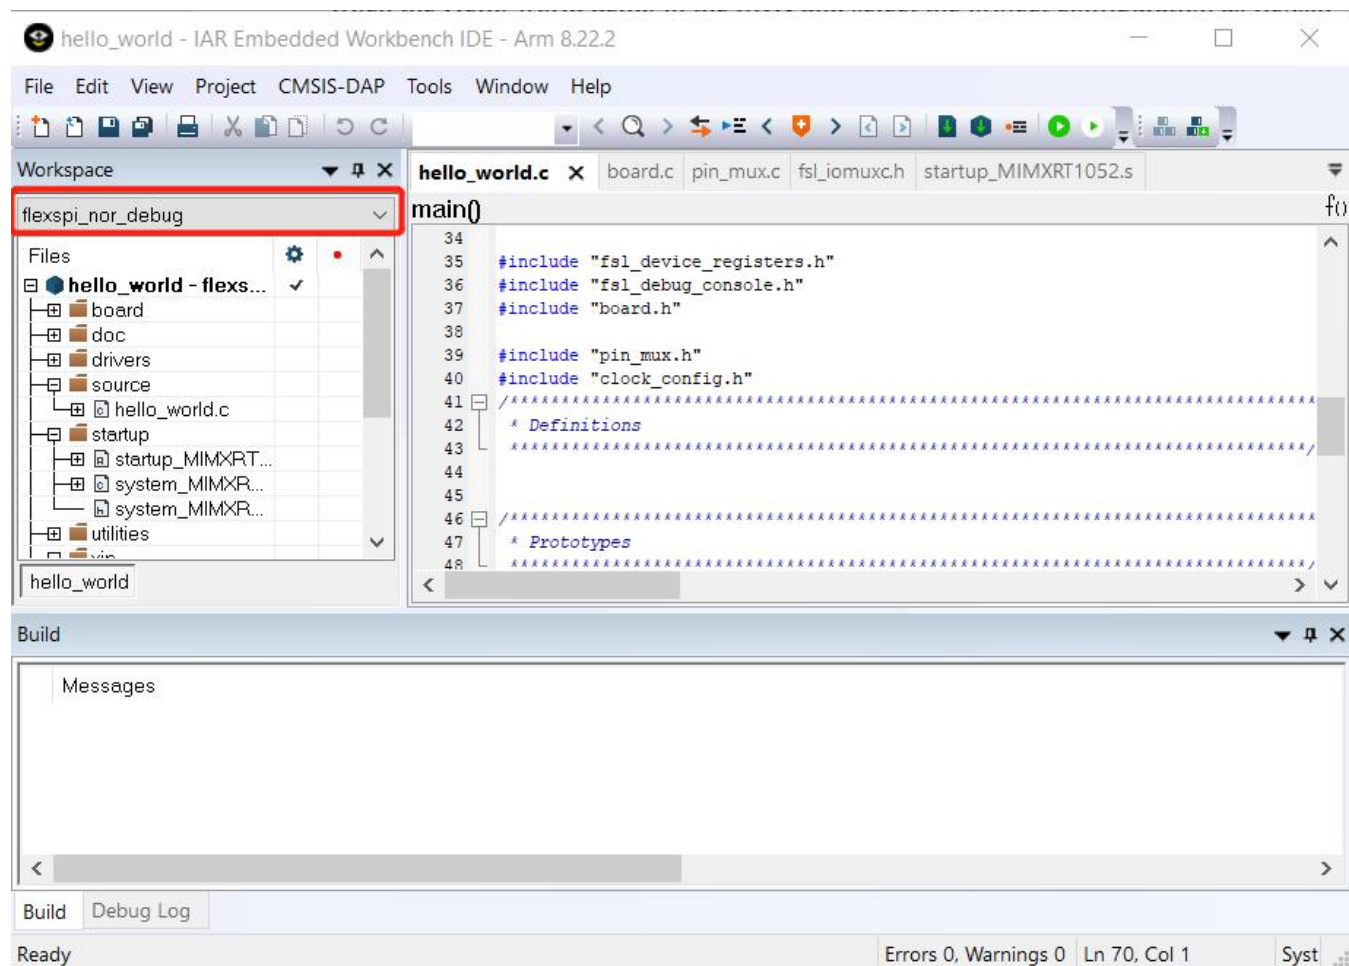 hello_world - IAR Embedded Workbench IDE - Arm 8.22.2
File Edit View Project CMSIS-DAP Tools Window Help
Workspace
hello_world.c board.c pin_mux.c fsl_iomuxc.h startup_MIMXRT1052.s
flexspi_nor_debug
main()
f()
Files
hello_world - flexs...
board
doc
drivers
source
hello_world.c
startup
startup_MIMXRT...
system_MIMXR...
system_MIMXR...
utilities
xip
hello_world
34
35 #include "fsl_device_registers.h"
36 #include "fsl_debug_console.h"
37 #include "board.h"
38
39 #include "pin_mux.h"
40 #include "clock_config.h"
41 /*******************************************************************************
42 * Definitions
43 ******************************************************************************/
44
45
46 /*******************************************************************************
47 * Prototypes
48 ******************************************************************************/
Build
Messages
Build Debug Log
Ready Errors 0, Warnings 0 Ln 70, Col 1 Syst